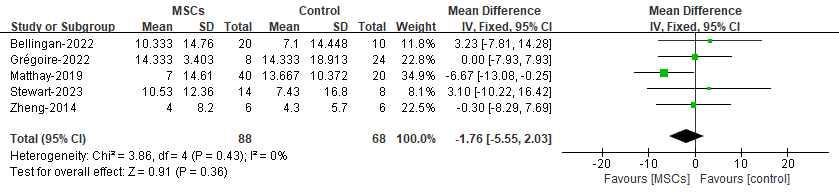 MSCs Control Mean Difference Mean Difference
Study or Subgroup Mean SD Total Mean SD Total Weight IV, Fixed, 95% CI IV, Fixed, 95% CI
Bellingan-2022 10.333 14.76 20 7.1 14.448 10 11.8% 3.23 [-7.81, 14.28]
Grégoire-2022 14.333 3.403 8 14.333 18.913 24 22.9% 0.00 [-7.93, 7.93]
Matthay-2019 7 14.61 40 13.667 10.372 20 34.9% -6.67 [-13.08, -0.25]
Stewart-2023 10.53 12.36 14 7.43 16.8 8 8.1% 3.10 [-10.22, 16.42]
Zheng-2014 4 8.2 6 4.3 5.7 6 22.5% -0.30 [-8.29, 7.69]
Total (95% CI) 88 68 100.0% -1.76 [-5.55, 2.03]
Heterogeneity: Chi² = 3.86, df = 4 (P = 0.43); I² = 0%
Test for overall effect: Z = 0.91 (P = 0.36)
-20 -10 0 10 20
Favours [MSCs] Favours [control]